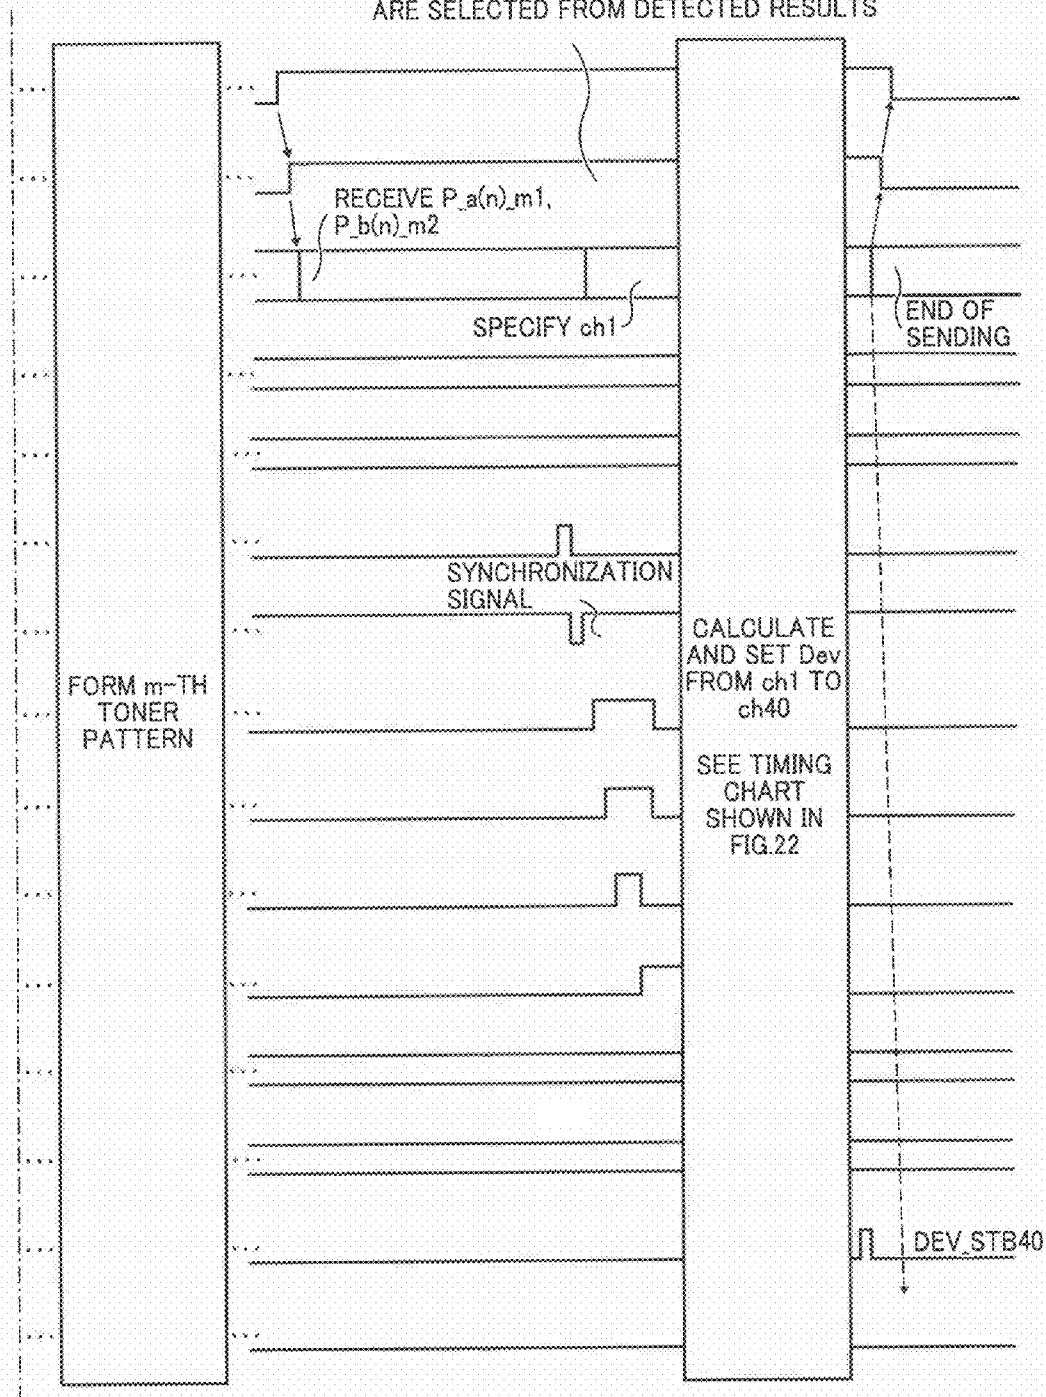 ARE SELECTED FROM DETECTED RESULTS
RECEIVE P_a(n)_m1,
P_b(n)_m2
SPECIFY ch1
END OF
SENDING
SYNCHRONIZATION
SIGNAL
FORM m-TH
TONER
PATTERN
CALCULATE
AND SET Dev
FROM ch1 TO
ch40
SEE TIMING
CHART
SHOWN IN
FIG.22
DEV_STB40